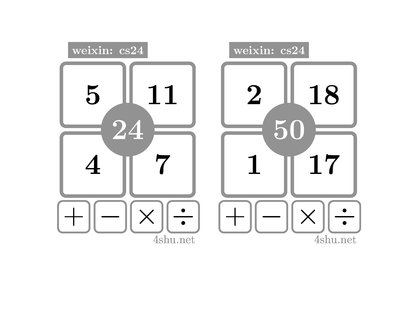 weixin: cs24
5 11
24
4 7
+ − × ÷
4shu.net
weixin: cs24
2 18
50
1 17
+ − × ÷
4shu.net